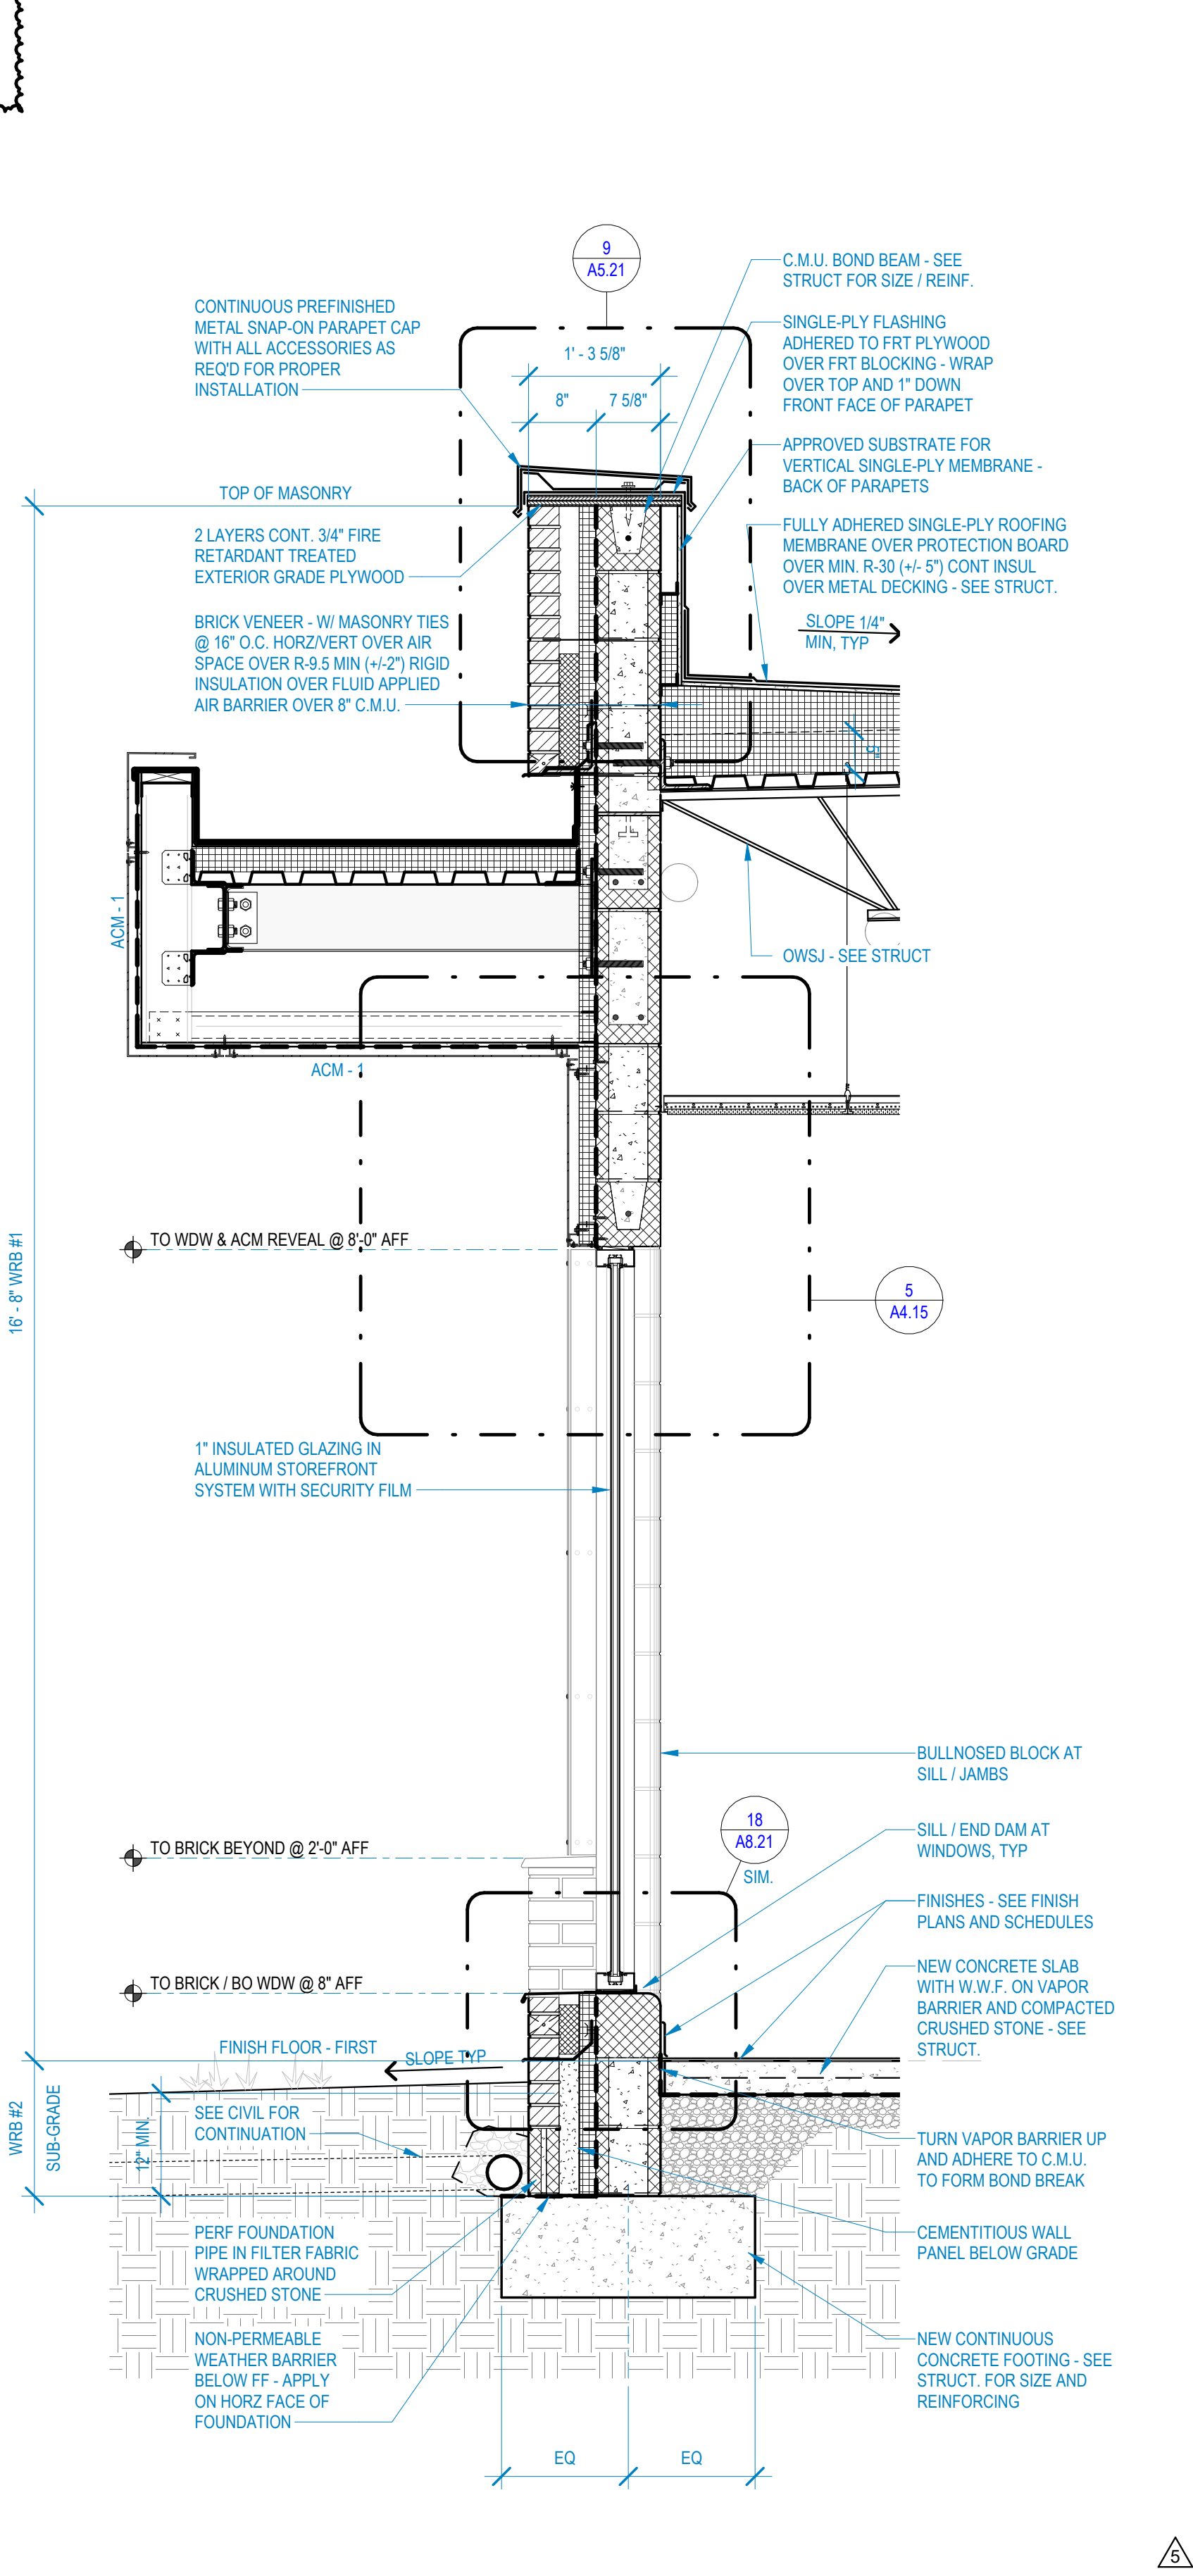 9
A5.21
C.M.U. BOND BEAM - SEE
STRUCT FOR SIZE / REINF.
CONTINUOUS PREFINISHED
METAL SNAP-ON PARAPET CAP
WITH ALL ACCESSORIES AS
REQ'D FOR PROPER
INSTALLATION
SINGLE-PLY FLASHING
ADHERED TO FRT PLYWOOD
OVER FRT BLOCKING - WRAP
OVER TOP AND 1" DOWN
FRONT FACE OF PARAPET
1' - 3 5/8"
8"
7 5/8"
APPROVED SUBSTRATE FOR
VERTICAL SINGLE-PLY MEMBRANE -
BACK OF PARAPETS
TOP OF MASONRY
2 LAYERS CONT. 3/4" FIRE
RETARDANT TREATED
EXTERIOR GRADE PLYWOOD
FULLY ADHERED SINGLE-PLY ROOFING
MEMBRANE OVER PROTECTION BOARD
OVER MIN. R-30 (+/- 5") CONT INSUL
OVER METAL DECKING - SEE STRUCT.
BRICK VENEER - W/ MASONRY TIES
@ 16" O.C. HORZ/VERT OVER AIR
SPACE OVER R-9.5 MIN (+/-2") RIGID
INSULATION OVER FLUID APPLIED
AIR BARRIER OVER 8" C.M.U.
SLOPE 1/4"
MIN, TYP
5"
ACM - 1
OWSJ - SEE STRUCT
ACM - 1
16' - 8" WRB #1
TO WDW & ACM REVEAL @ 8'-0" AFF
5
A4.15
1" INSULATED GLAZING IN
ALUMINUM STOREFRONT
SYSTEM WITH SECURITY FILM
BULLNOSED BLOCK AT
SILL / JAMBS
18
A8.21
SIM.
TO BRICK BEYOND @ 2'-0" AFF
SILL / END DAM AT
WINDOWS, TYP
FINISHES - SEE FINISH
PLANS AND SCHEDULES
TO BRICK / BO WDW @ 8" AFF
NEW CONCRETE SLAB
WITH W.W.F. ON VAPOR
BARRIER AND COMPACTED
CRUSHED STONE - SEE
STRUCT.
FINISH FLOOR - FIRST
SLOPE TYP
WRB #2
SUB-GRADE
12" MIN.
SEE CIVIL FOR
CONTINUATION
TURN VAPOR BARRIER UP
AND ADHERE TO C.M.U.
TO FORM BOND BREAK
PERF FOUNDATION
PIPE IN FILTER FABRIC
WRAPPED AROUND
CRUSHED STONE
CEMENTITIOUS WALL
PANEL BELOW GRADE
NON-PERMEABLE
WEATHER BARRIER
BELOW FF - APPLY
ON HORZ FACE OF
FOUNDATION
NEW CONTINUOUS
CONCRETE FOOTING - SEE
STRUCT. FOR SIZE AND
REINFORCING
EQ
EQ
5